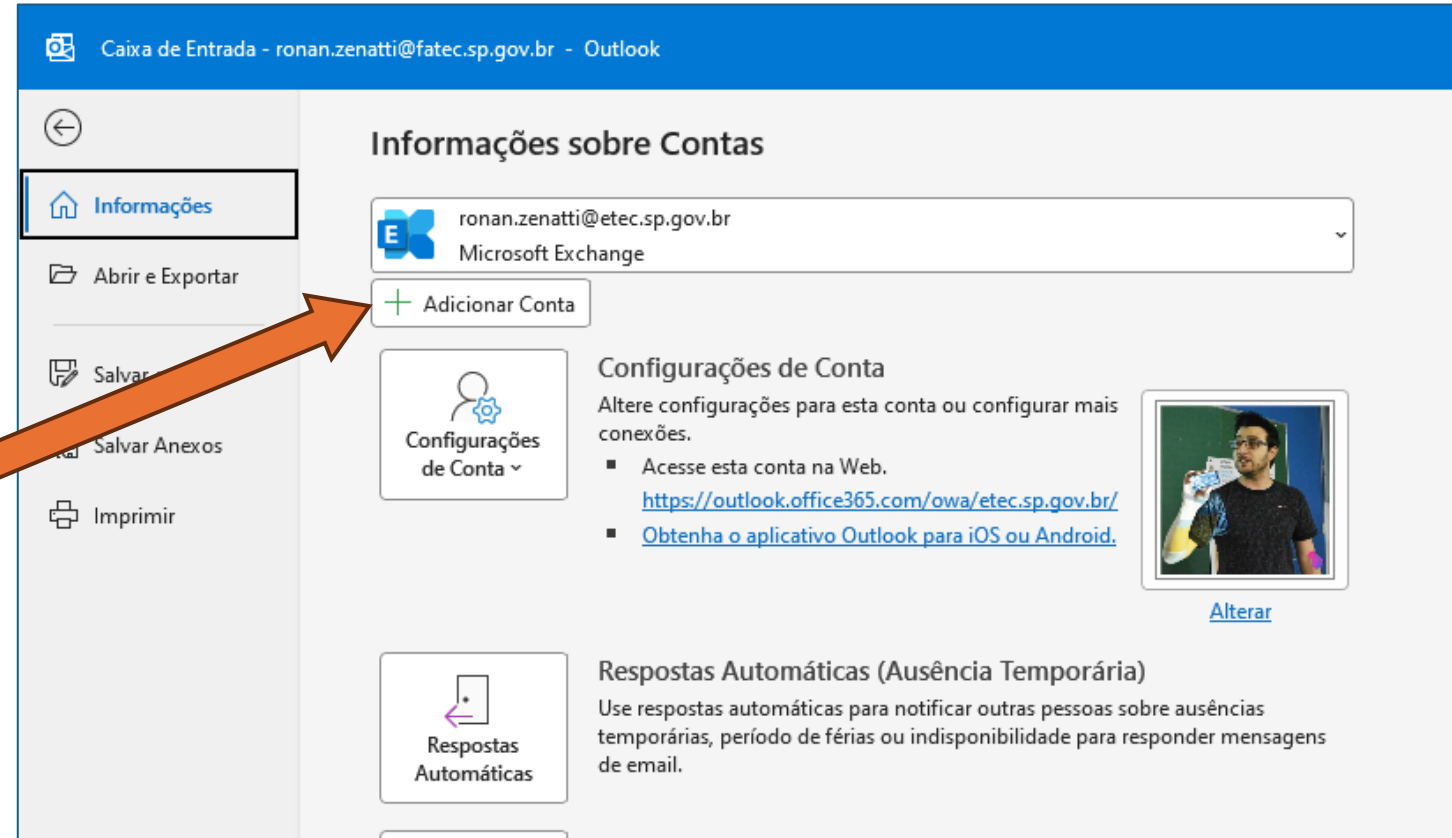 Caixa de Entrada - ronan.zenatti@fatec.sp.gov.br - Outlook
Informações
Abrir e Exportar
Salvar
Salvar Anexos
Imprimir
Informações sobre Contas
ronan.zenatti@etec.sp.gov.br
Microsoft Exchange
Adicionar Conta
Configurações
de Conta
Configurações de Conta
Altere configurações para esta conta ou configurar mais
conexões.
▪ Acesse esta conta na Web.
https://outlook.office365.com/owa/etec.sp.gov.br/
▪ Obtenha o aplicativo Outlook para iOS ou Android.
Alterar
Respostas
Automáticas
Respostas Automáticas (Ausência Temporária)
Use respostas automáticas para notificar outras pessoas sobre ausências
temporárias, período de férias ou indisponibilidade para responder mensagens
de email.